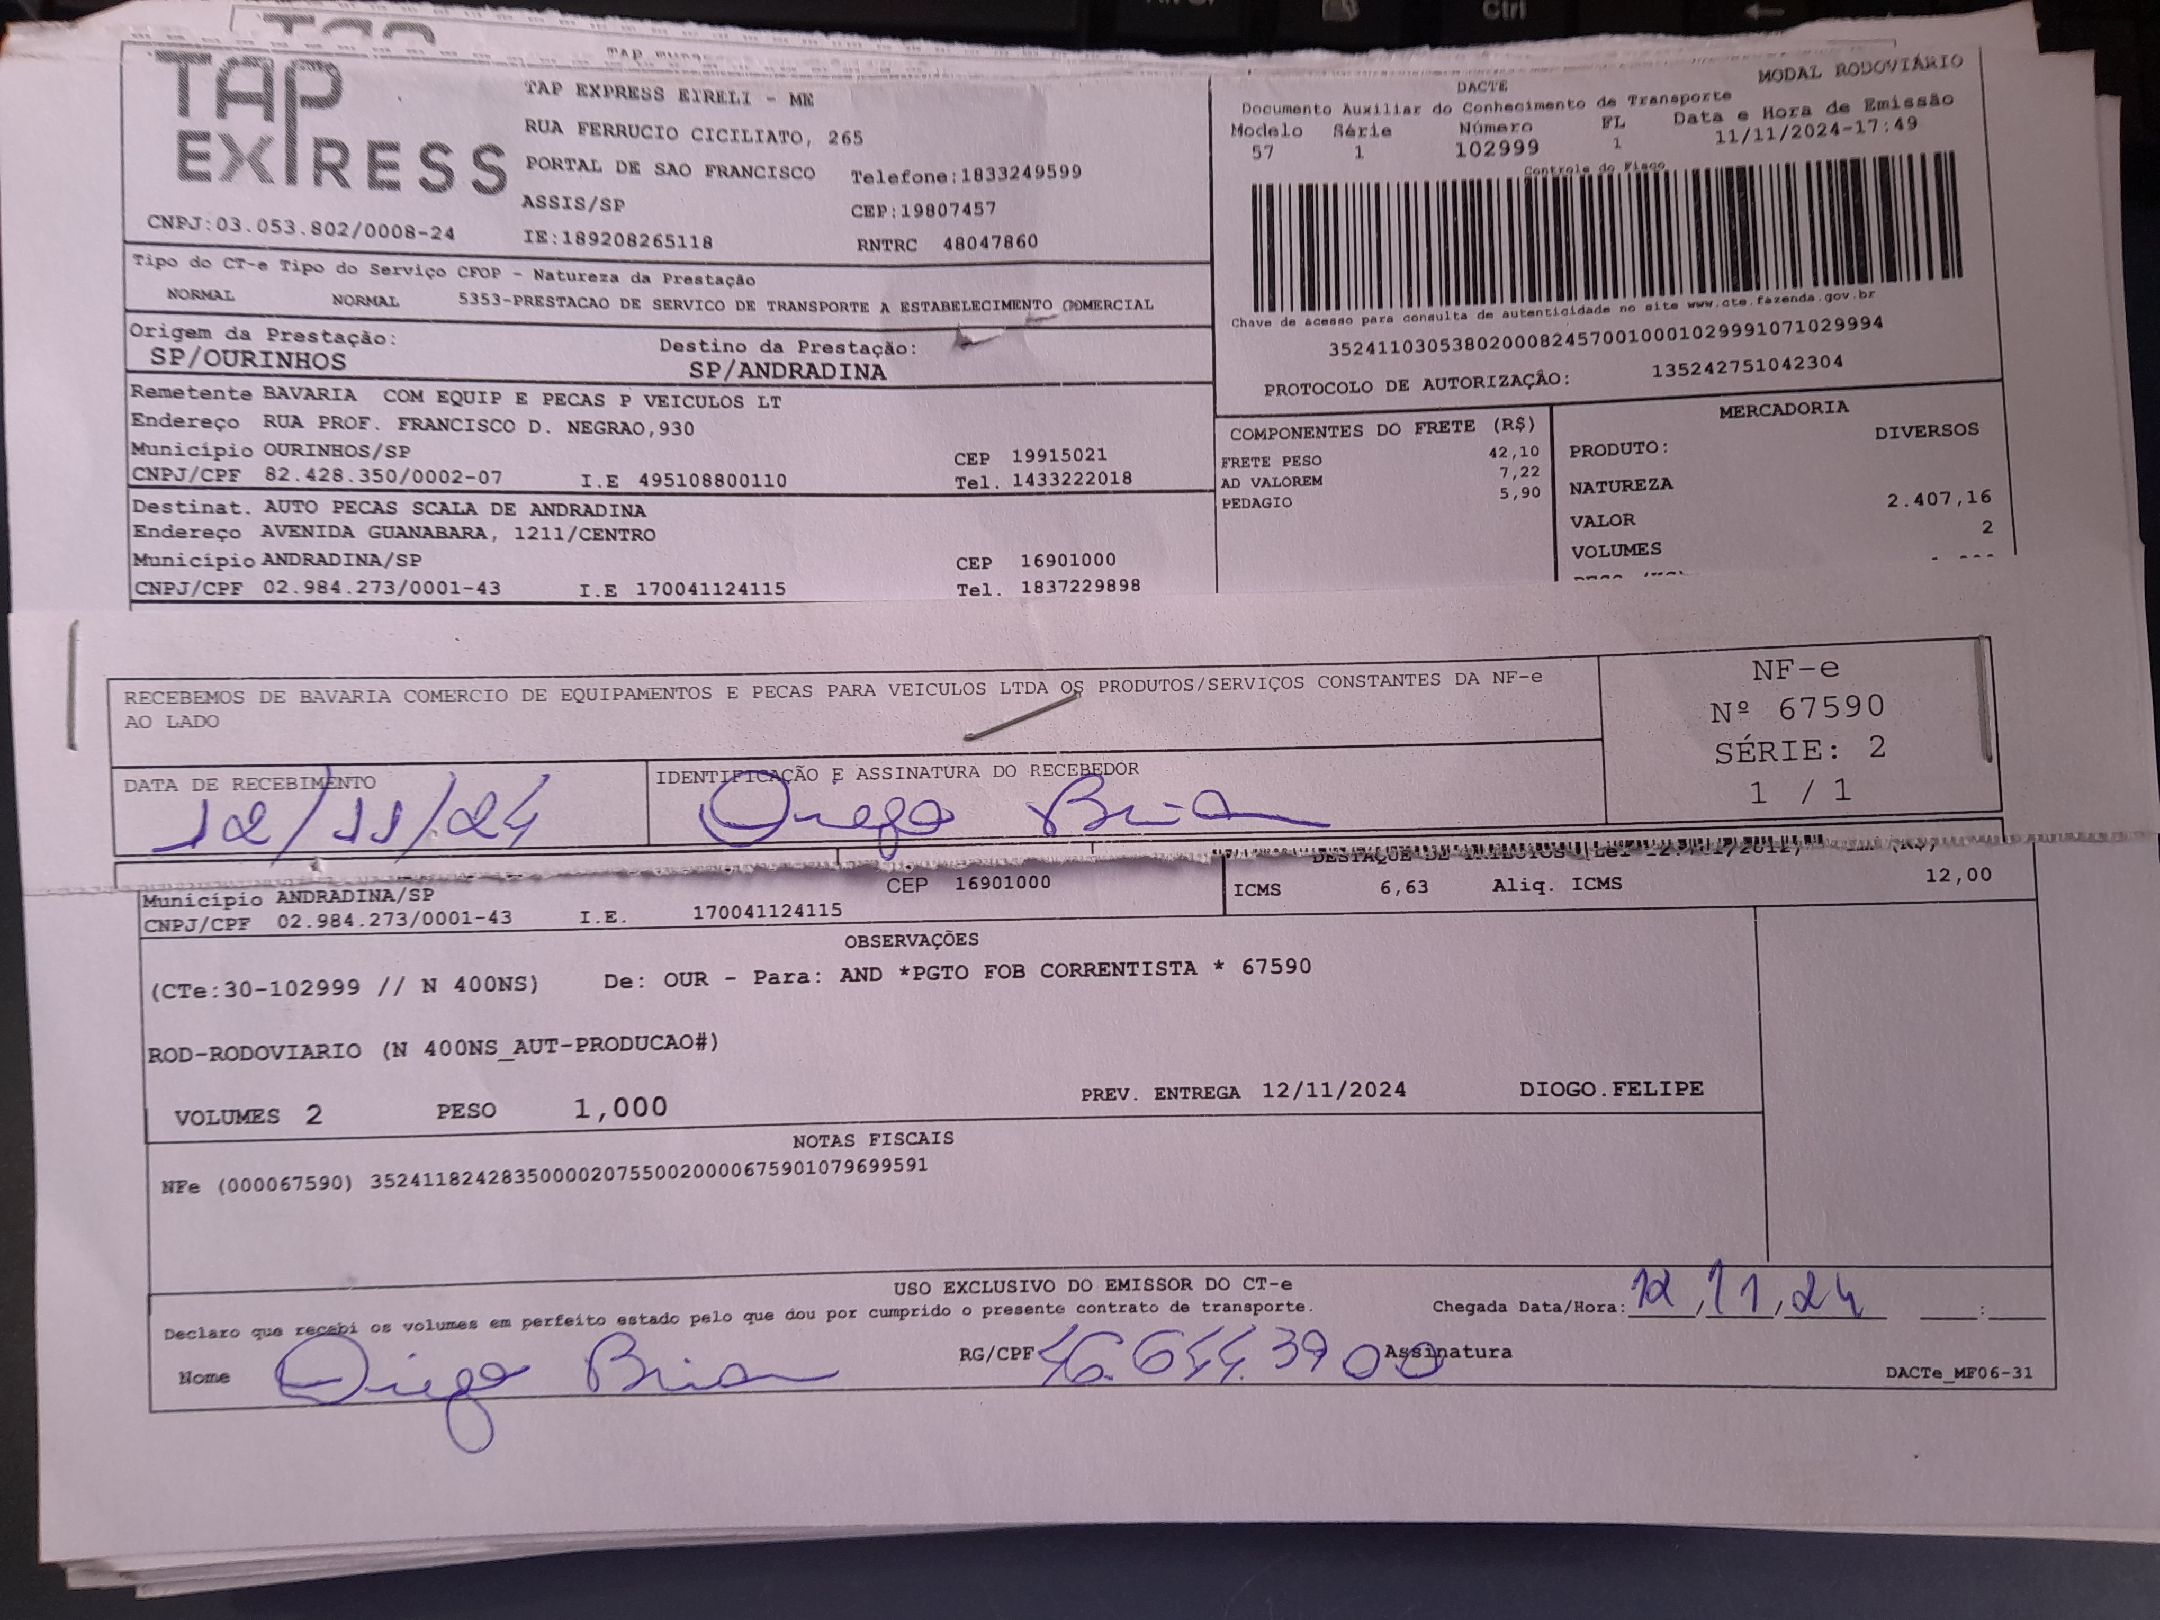 TAP EXPRESS
TAP EXPRESS EIRELI - ME
RUA FERRUCIO CICILIATO, 265
PORTAL DE SAO FRANCISCO Telefone:1833249599
ASSIS/SP CEP:19807457
CNPJ:03.053.802/0008-24 IE:189208265118 RNTRC 48047860
MODAL RODOVIÁRIO
DACTE
Documento Auxiliar do Conhecimento de Transporte
Modelo Série Número FL Data e Hora de Emissão
57 1 102999 1 11/11/2024-17:49
Controle do Fisco
Chave de acesso para consulta de autenticidade no site www.cte.fazenda.gov.br
35241103053802000824570010001029991071029994
PROTOCOLO DE AUTORIZAÇÃO: 135242751042304
Tipo do CT-e Tipo do Serviço CFOP - Natureza da Prestação
NORMAL NORMAL 5353-PRESTACAO DE SERVICO DE TRANSPORTE A ESTABELECIMENTO COMERCIAL
Origem da Prestação: Destino da Prestação:
SP/OURINHOS SP/ANDRADINA
Remetente BAVARIA COM EQUIP E PECAS P VEICULOS LT
Endereço RUA PROF. FRANCISCO D. NEGRAO,930
Município OURINHOS/SP CEP 19915021
CNPJ/CPF 82.428.350/0002-07 I.E 495108800110 Tel. 1433222018
Destinat. AUTO PECAS SCALA DE ANDRADINA
Endereço AVENIDA GUANABARA, 1211/CENTRO
Município ANDRADINA/SP CEP 16901000
CNPJ/CPF 02.984.273/0001-43 I.E 170041124115 Tel. 1837229898
COMPONENTES DO FRETE (R$)
FRETE PESO 42,10
AD VALOREM 7,22
PEDAGIO 5,90
MERCADORIA
PRODUTO: DIVERSOS
NATUREZA
VALOR 2.407,16
VOLUMES 2
RECEBEMOS DE BAVARIA COMERCIO DE EQUIPAMENTOS E PECAS PARA VEICULOS LTDA OS PRODUTOS/SERVIÇOS CONSTANTES DA NF-e
AO LADO
NF-e
Nº 67590
SÉRIE: 2
1 / 1
DATA DE RECEBIMENTO IDENTIFICAÇÃO E ASSINATURA DO RECEBEDOR
12/11/24 Diego Brian
Município ANDRADINA/SP CEP 16901000
CNPJ/CPF 02.984.273/0001-43 I.E. 170041124115
ICMS 6,63 Aliq. ICMS 12,00
OBSERVAÇÕES
(CTe:30-102999 // N 400NS) De: OUR - Para: AND *PGTO FOB CORRENTISTA * 67590
ROD-RODOVIARIO (N 400NS_AUT-PRODUCAO#)
VOLUMES 2 PESO 1,000 PREV. ENTREGA 12/11/2024 DIOGO.FELIPE
NOTAS FISCAIS
NFe (000067590) 35241182428350000207550020000675901079699591
USO EXCLUSIVO DO EMISSOR DO CT-e
Declaro que recebi os volumes em perfeito estado pelo que dou por cumprido o presente contrato de transporte. Chegada Data/Hora: 12,11,24 :
Nome Diego Brian RG/CPF 46.644.3900 Assinatura
DACTe_MF06-31